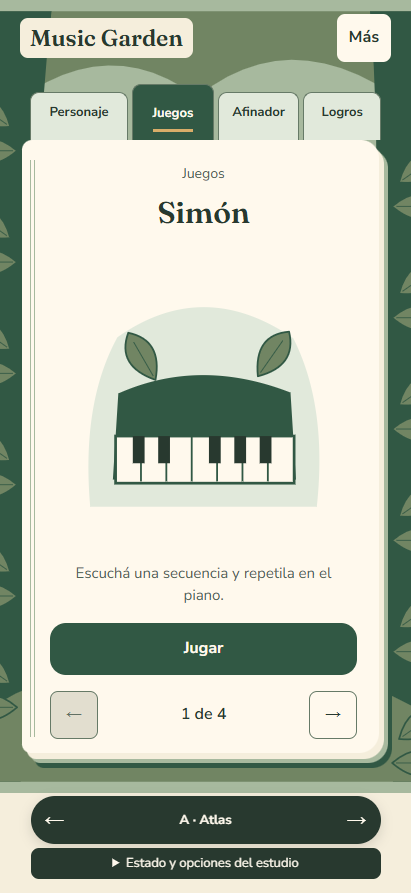 Music Garden
Más
Personaje
Juegos
Afinador
Logros
Juegos
Simón
Escuchá una secuencia y repetila en el
piano.
Jugar
← 1 de 4 →
← A · Atlas →
▶ Estado y opciones del estudio